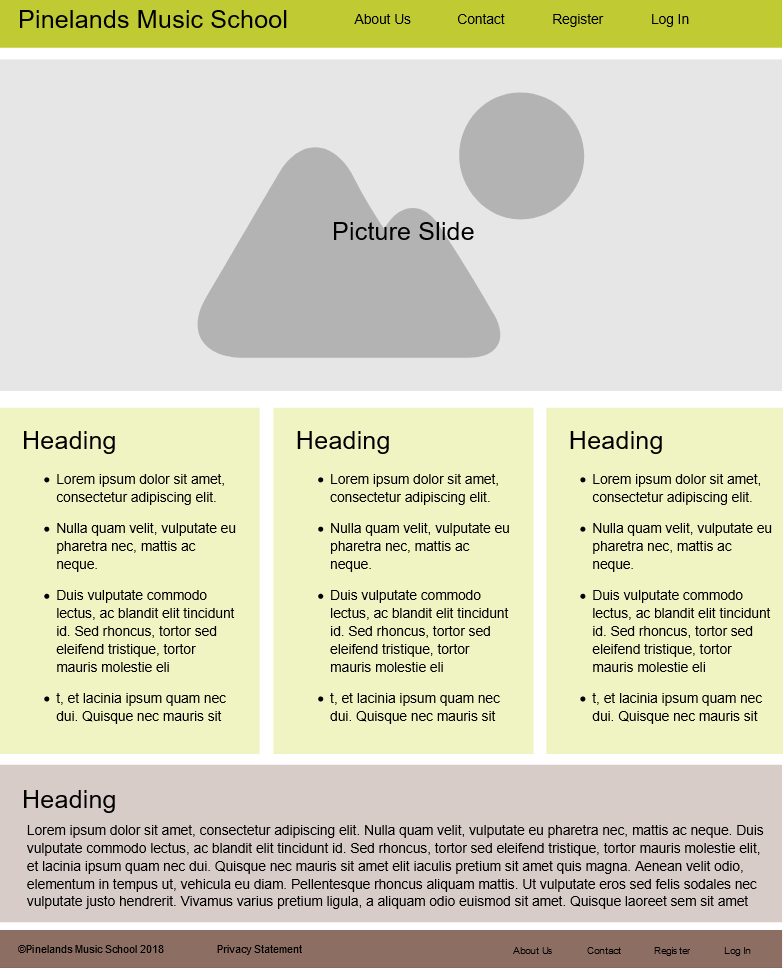 Pinelands Music School About Us Contact Register Log In
Picture Slide
Heading
• Lorem ipsum dolor sit amet,
consectetur adipiscing elit.
• Nulla quam velit, vulputate eu
pharetra nec, mattis ac
neque.
• Duis vulputate commodo
lectus, ac blandit elit tincidunt
id. Sed rhoncus, tortor sed
eleifend tristique, tortor
mauris molestie eli
• t, et lacinia ipsum quam nec
dui. Quisque nec mauris sit
Heading
• Lorem ipsum dolor sit amet,
consectetur adipiscing elit.
• Nulla quam velit, vulputate eu
pharetra nec, mattis ac
neque.
• Duis vulputate commodo
lectus, ac blandit elit tincidunt
id. Sed rhoncus, tortor sed
eleifend tristique, tortor
mauris molestie eli
• t, et lacinia ipsum quam nec
dui. Quisque nec mauris sit
Heading
• Lorem ipsum dolor sit amet,
consectetur adipiscing elit.
• Nulla quam velit, vulputate eu
pharetra nec, mattis ac
neque.
• Duis vulputate commodo
lectus, ac blandit elit tincidunt
id. Sed rhoncus, tortor sed
eleifend tristique, tortor
mauris molestie eli
• t, et lacinia ipsum quam nec
dui. Quisque nec mauris sit
Heading
Lorem ipsum dolor sit amet, consectetur adipiscing elit. Nulla quam velit, vulputate eu pharetra nec, mattis ac neque. Duis
vulputate commodo lectus, ac blandit elit tincidunt id. Sed rhoncus, tortor sed eleifend tristique, tortor mauris molestie elit,
et lacinia ipsum quam nec dui. Quisque nec mauris sit amet elit iaculis pretium sit amet quis magna. Aenean velit odio,
elementum in tempus ut, vehicula eu diam. Pellentesque rhoncus aliquam mattis. Ut vulputate eros sed felis sodales nec
vulputate justo hendrerit. Vivamus varius pretium ligula, a aliquam odio euismod sit amet. Quisque laoreet sem sit amet
©Pinelands Music School 2018 Privacy Statement About Us Contact Register Log In